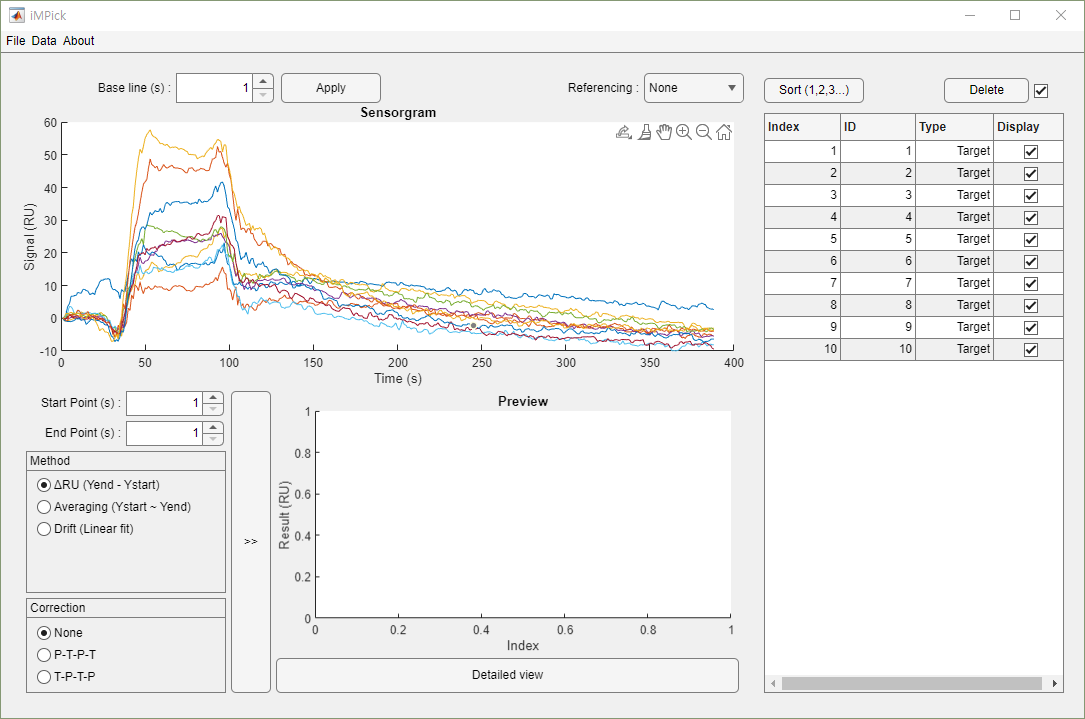 iMPick
File Data About
Base line (s) : 1 Apply Referencing : None Sort (1,2,3...) Delete
Sensorgram
60
50
40
30
20
10
0
-10
Signal (RU)
0 50 100 150 200 250 300 350 400
Time (s)
Index ID Type Display
1 1 Target
2 2 Target
3 3 Target
4 4 Target
5 5 Target
6 6 Target
7 7 Target
8 8 Target
9 9 Target
10 10 Target
Start Point (s) : 1
End Point (s) : 1
Method
ΔRU (Yend - Ystart)
Averaging (Ystart ~ Yend)
Drift (Linear fit)
Correction
None
P-T-P-T
T-P-T-P
>>
Preview
1
0.8
0.6
0.4
0.2
0
Result (RU)
0 0.2 0.4 0.6 0.8 1
Index
Detailed view